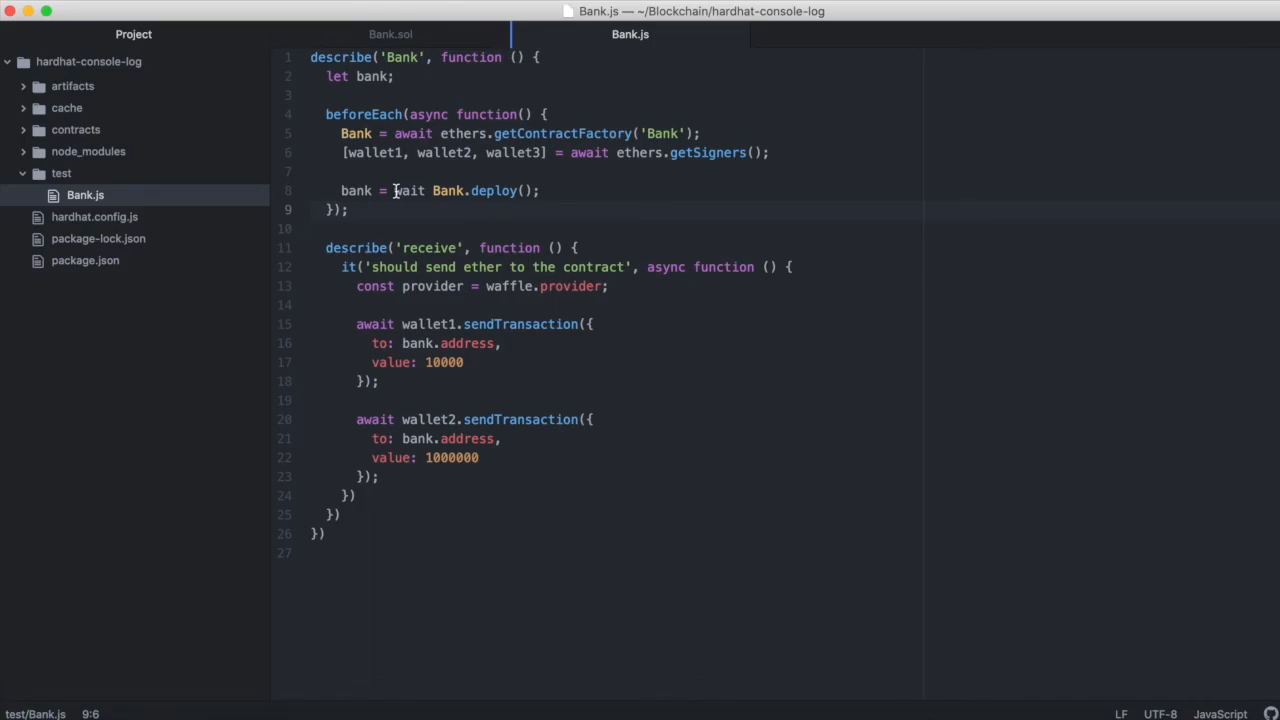 Bank.js — ~/Blockchain/hardhat-console-log
Project
Bank.sol
Bank.js
hardhat-console-log
artifacts
cache
contracts
node_modules
test
Bank.js
hardhat.config.js
package-lock.json
package.json
1 describe('Bank', function () {
2 let bank;
3
4 beforeEach(async function() {
5 Bank = await ethers.getContractFactory('Bank');
6 [wallet1, wallet2, wallet3] = await ethers.getSigners();
7
8 bank = await Bank.deploy();
9 });
10
11 describe('receive', function () {
12 it('should send ether to the contract', async function () {
13 const provider = waffle.provider;
14
15 await wallet1.sendTransaction({
16 to: bank.address,
17 value: 10000
18 });
19
20 await wallet2.sendTransaction({
21 to: bank.address,
22 value: 1000000
23 });
24 })
25 })
26 })
27
test/Bank.js 9:6 LF UTF-8 JavaScript